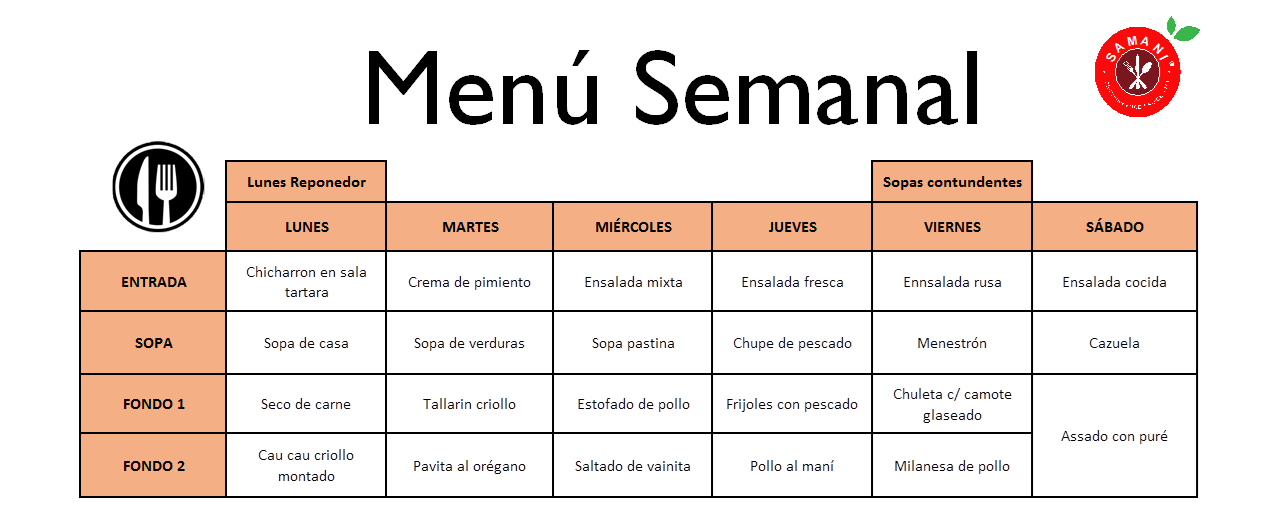 Menú Semanal
SAMANI
Lunes Reponedor
Sopas contundentes
LUNES
MARTES
MIÉRCOLES
JUEVES
VIERNES
SÁBADO
ENTRADA
Chicharron en sala
tartara
Crema de pimiento
Ensalada mixta
Ensalada fresca
Ennsalada rusa
Ensalada cocida
SOPA
Sopa de casa
Sopa de verduras
Sopa pastina
Chupe de pescado
Menestrón
Cazuela
FONDO 1
Seco de carne
Tallarin criollo
Estofado de pollo
Frijoles con pescado
Chuleta c/ camote
glaseado
Assado con puré
FONDO 2
Cau cau criollo
montado
Pavita al orégano
Saltado de vainita
Pollo al maní
Milanesa de pollo